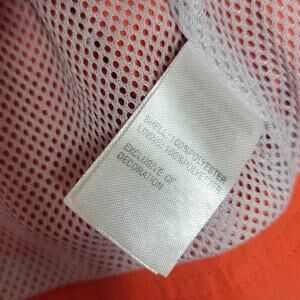 SHELL:100%POLYESTER
LINING:100%POLYESTER
EXCLUSIVE OF
DECORATION